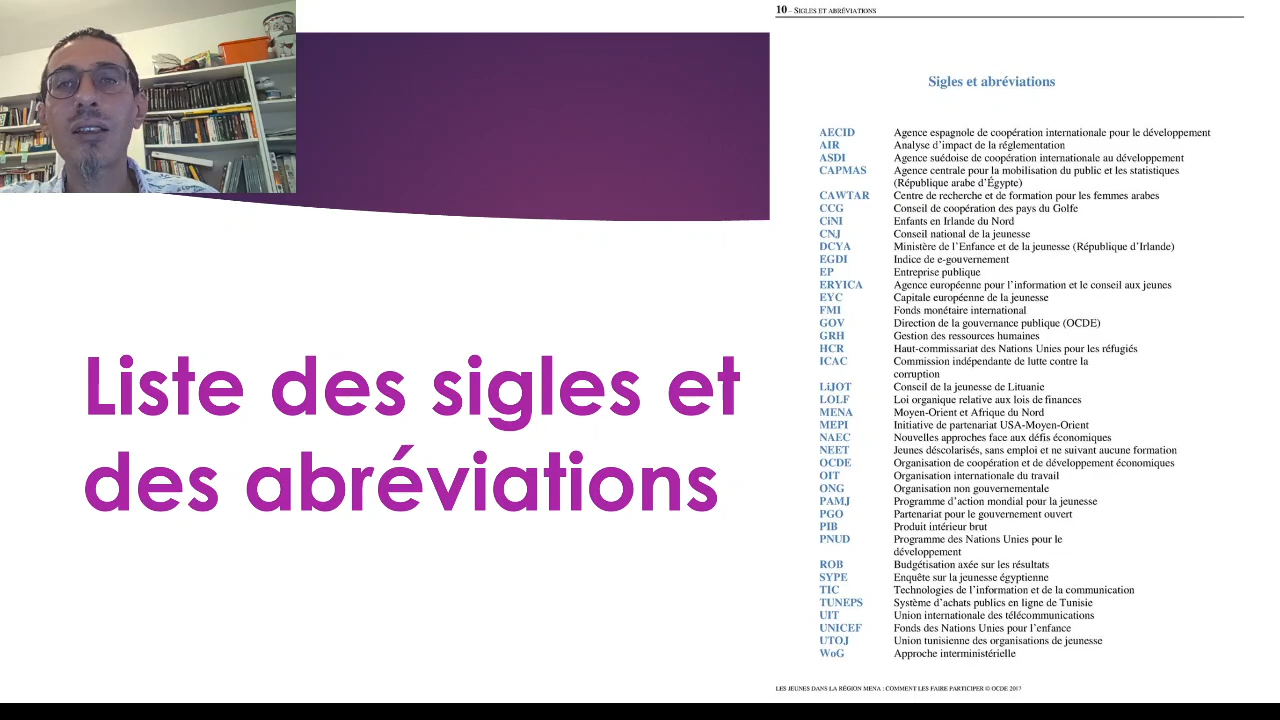 Liste des sigles et
des abréviations
10 – SIGLES ET ABRÉVIATIONS
Sigles et abréviations
AECID Agence espagnole de coopération internationale pour le développement
AIR Analyse d’impact de la réglementation
ASDI Agence suédoise de coopération internationale au développement
CAPMAS Agence centrale pour la mobilisation du public et les statistiques
(République arabe d’Égypte)
CAWTAR Centre de recherche et de formation pour les femmes arabes
CCG Conseil de coopération des pays du Golfe
CiNI Enfants en Irlande du Nord
CNJ Conseil national de la jeunesse
DCYA Ministère de l’Enfance et de la jeunesse (République d’Irlande)
EGDI Indice de e-gouvernement
EP Entreprise publique
ERYICA Agence européenne pour l’information et le conseil aux jeunes
EYC Capitale européenne de la jeunesse
FMI Fonds monétaire international
GOV Direction de la gouvernance publique (OCDE)
GRH Gestion des ressources humaines
HCR Haut-commissariat des Nations Unies pour les réfugiés
ICAC Commission indépendante de lutte contre la
corruption
LiJOT Conseil de la jeunesse de Lituanie
LOLF Loi organique relative aux lois de finances
MENA Moyen-Orient et Afrique du Nord
MEPI Initiative de partenariat USA-Moyen-Orient
NAEC Nouvelles approches face aux défis économiques
NEET Jeunes déscolarisés, sans emploi et ne suivant aucune formation
OCDE Organisation de coopération et de développement économiques
OIT Organisation internationale du travail
ONG Organisation non gouvernementale
PAMJ Programme d’action mondial pour la jeunesse
PGO Partenariat pour le gouvernement ouvert
PIB Produit intérieur brut
PNUD Programme des Nations Unies pour le
développement
ROB Budgétisation axée sur les résultats
SYPE Enquête sur la jeunesse égyptienne
TIC Technologies de l’information et de la communication
TUNEPS Système d’achats publics en ligne de Tunisie
UIT Union internationale des télécommunications
UNICEF Fonds des Nations Unies pour l’enfance
UTOJ Union tunisienne des organisations de jeunesse
WoG Approche interministérielle
LES JEUNES DANS LA RÉGION MENA : COMMENT LES FAIRE PARTICIPER © OCDE 2017